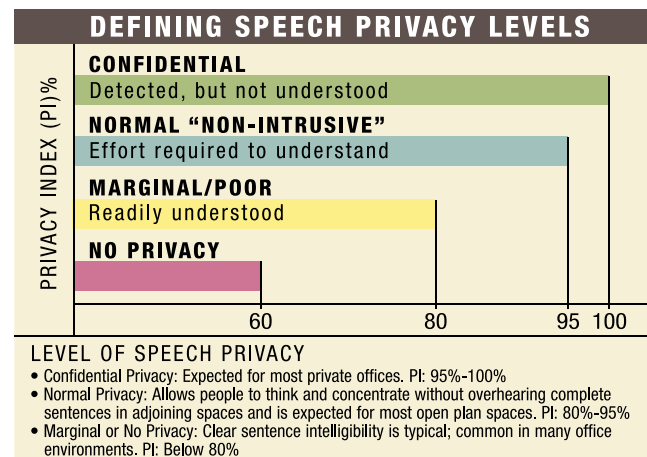 DEFINING SPEECH PRIVACY LEVELS
PRIVACY INDEX (PI)%
CONFIDENTIAL
Detected, but not understood
NORMAL “NON-INTRUSIVE”
Effort required to understand
MARGINAL/POOR
Readily understood
NO PRIVACY
60 80 95 100
LEVEL OF SPEECH PRIVACY
• Confidential Privacy: Expected for most private offices. PI: 95%-100%
• Normal Privacy: Allows people to think and concentrate without overhearing complete
sentences in adjoining spaces and is expected for most open plan spaces. PI: 80%-95%
• Marginal or No Privacy: Clear sentence intelligibility is typical; common in many office
environments. PI: Below 80%